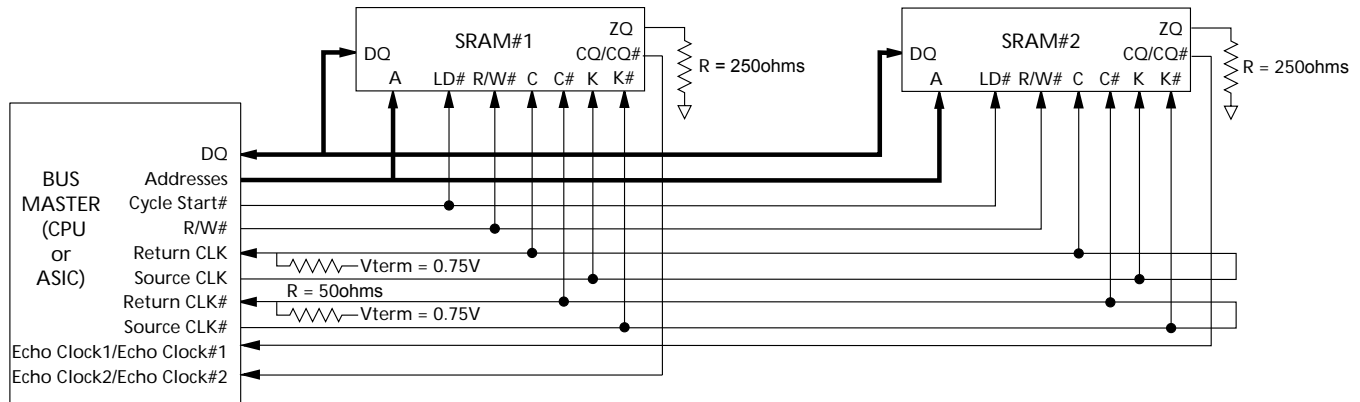 SRAM#1
ZQ
DQ
CQ/CQ#
A LD# R/W# C C# K K#
R = 250ohms
SRAM#2
ZQ
DQ
CQ/CQ#
A LD# R/W# C C# K K#
R = 250ohms
BUS
MASTER
(CPU
or
ASIC)
DQ
Addresses
Cycle Start#
R/W#
Return CLK
Source CLK
Return CLK#
Source CLK#
Echo Clock1/Echo Clock#1
Echo Clock2/Echo Clock#2
Vterm = 0.75V
R = 50ohms
Vterm = 0.75V